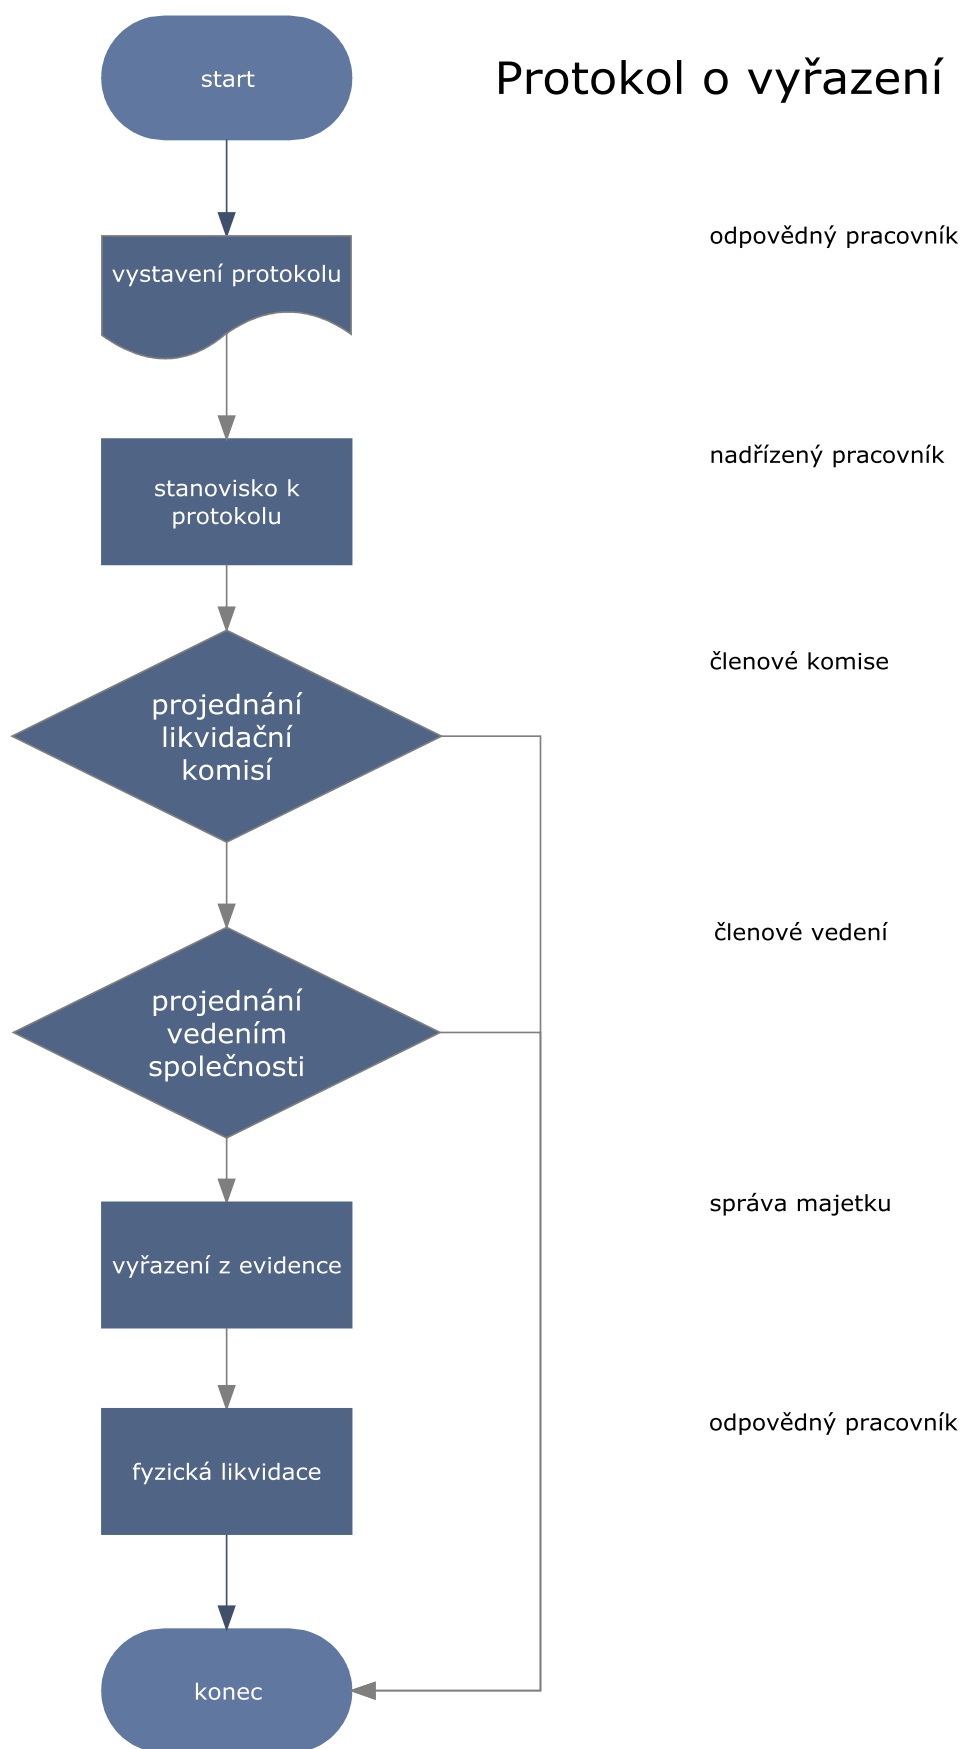 start
Protokol o vyřazení
odpovědný pracovník
vystavení protokolu
nadřízený pracovník
stanovisko k
protokolu
členové komise
projednání
likvidační
komisí
členové vedení
projednání
vedením
společnosti
správa majetku
vyřazení z evidence
odpovědný pracovník
fyzická likvidace
konec